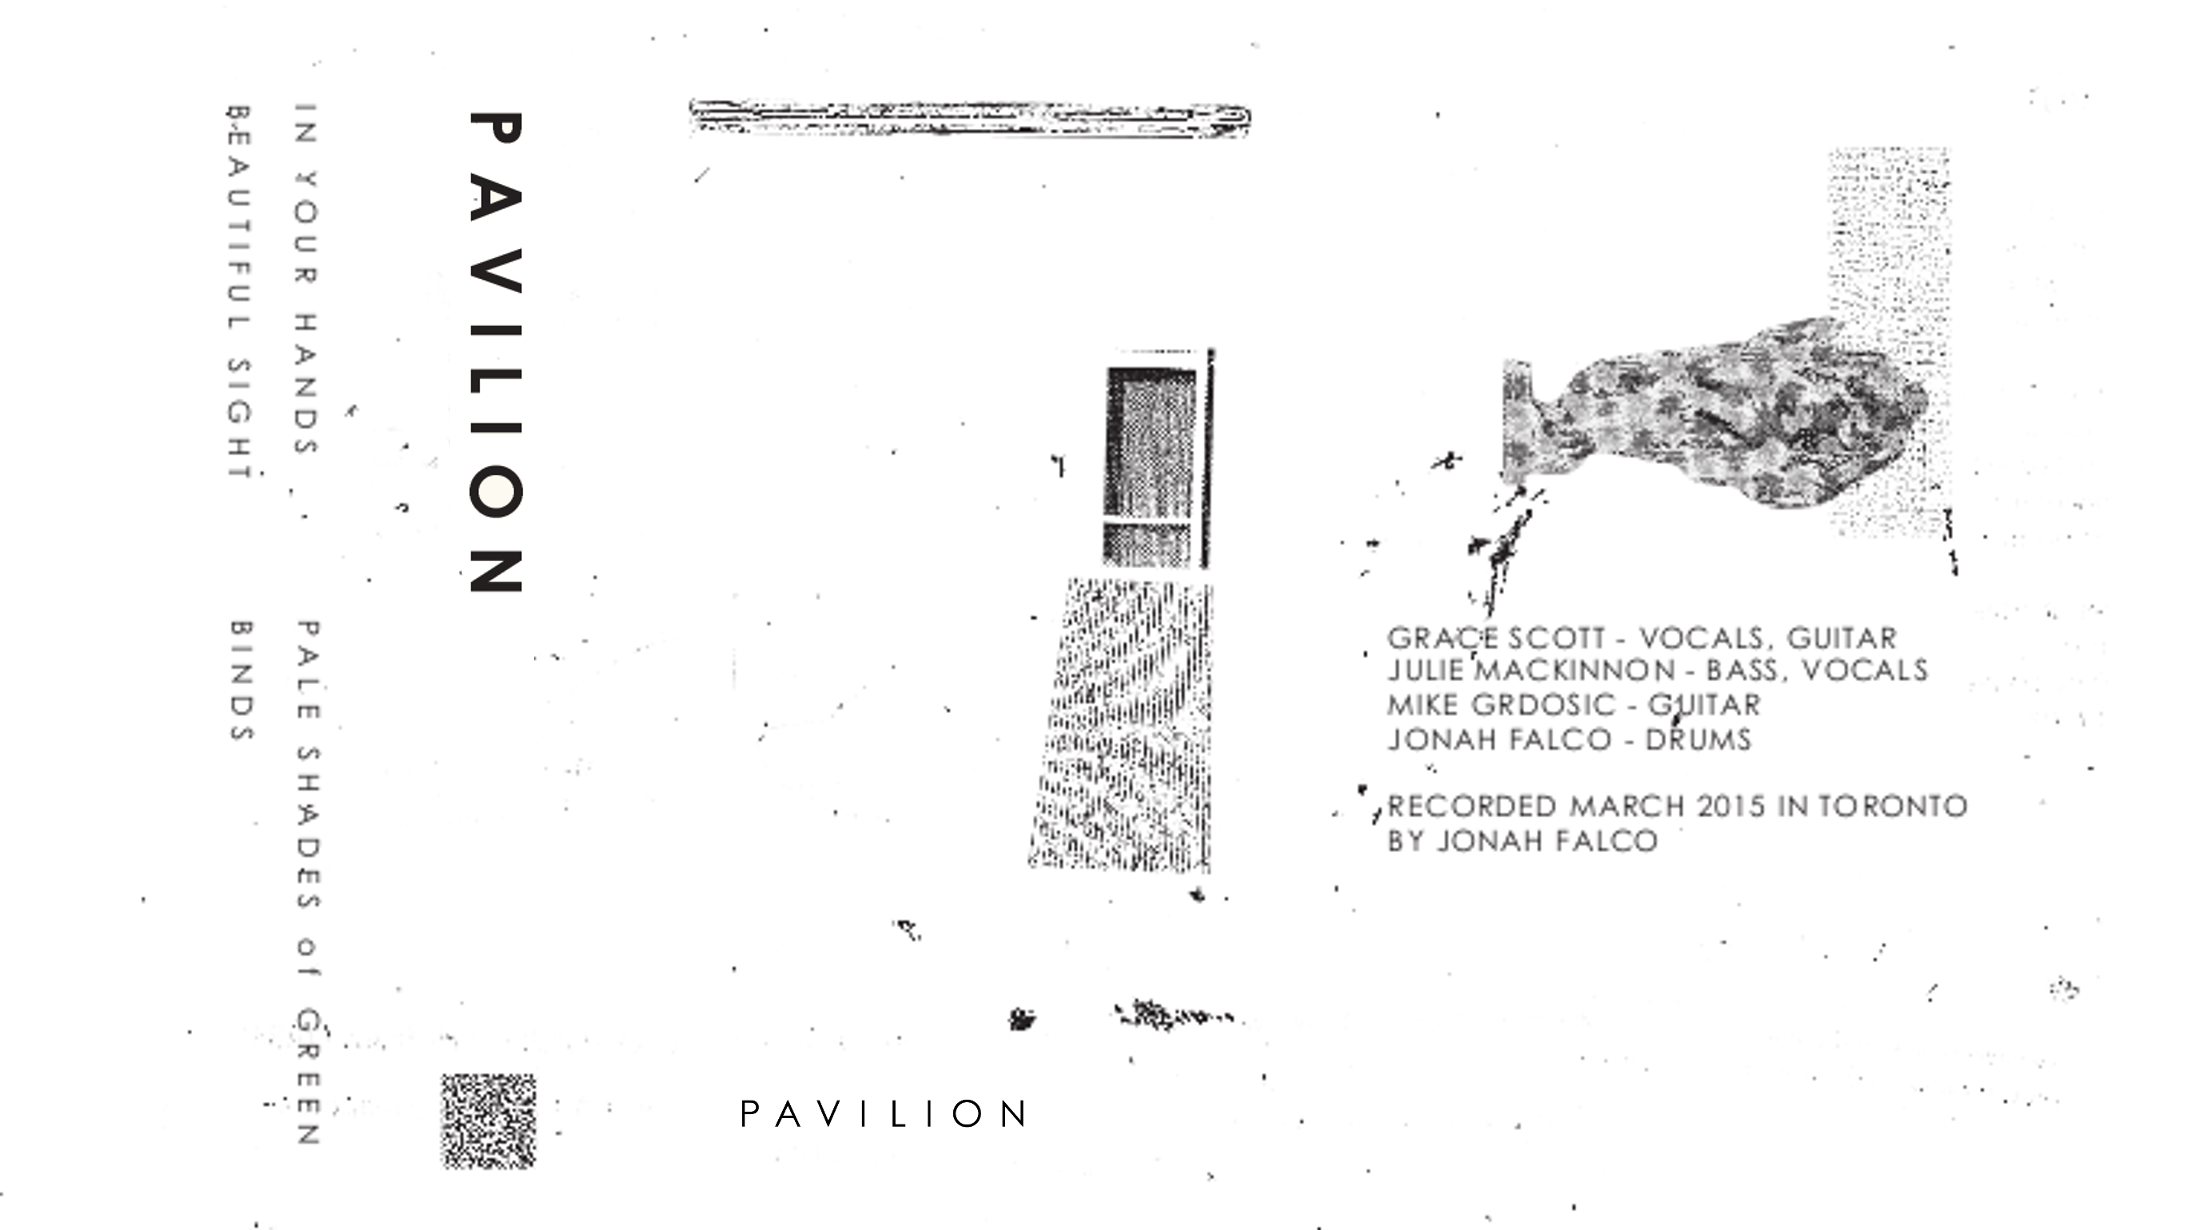 IN YOUR HANDS
BEAUTIFUL SIGHT
PALE SHADES of GREEN
BINDS
PAVILION
PAVILION
GRACE SCOTT - VOCALS, GUITAR
JULIE MACKINNON - BASS, VOCALS
MIKE GRDOSIC - GUITAR
JONAH FALCO - DRUMS
RECORDED MARCH 2015 IN TORONTO
BY JONAH FALCO